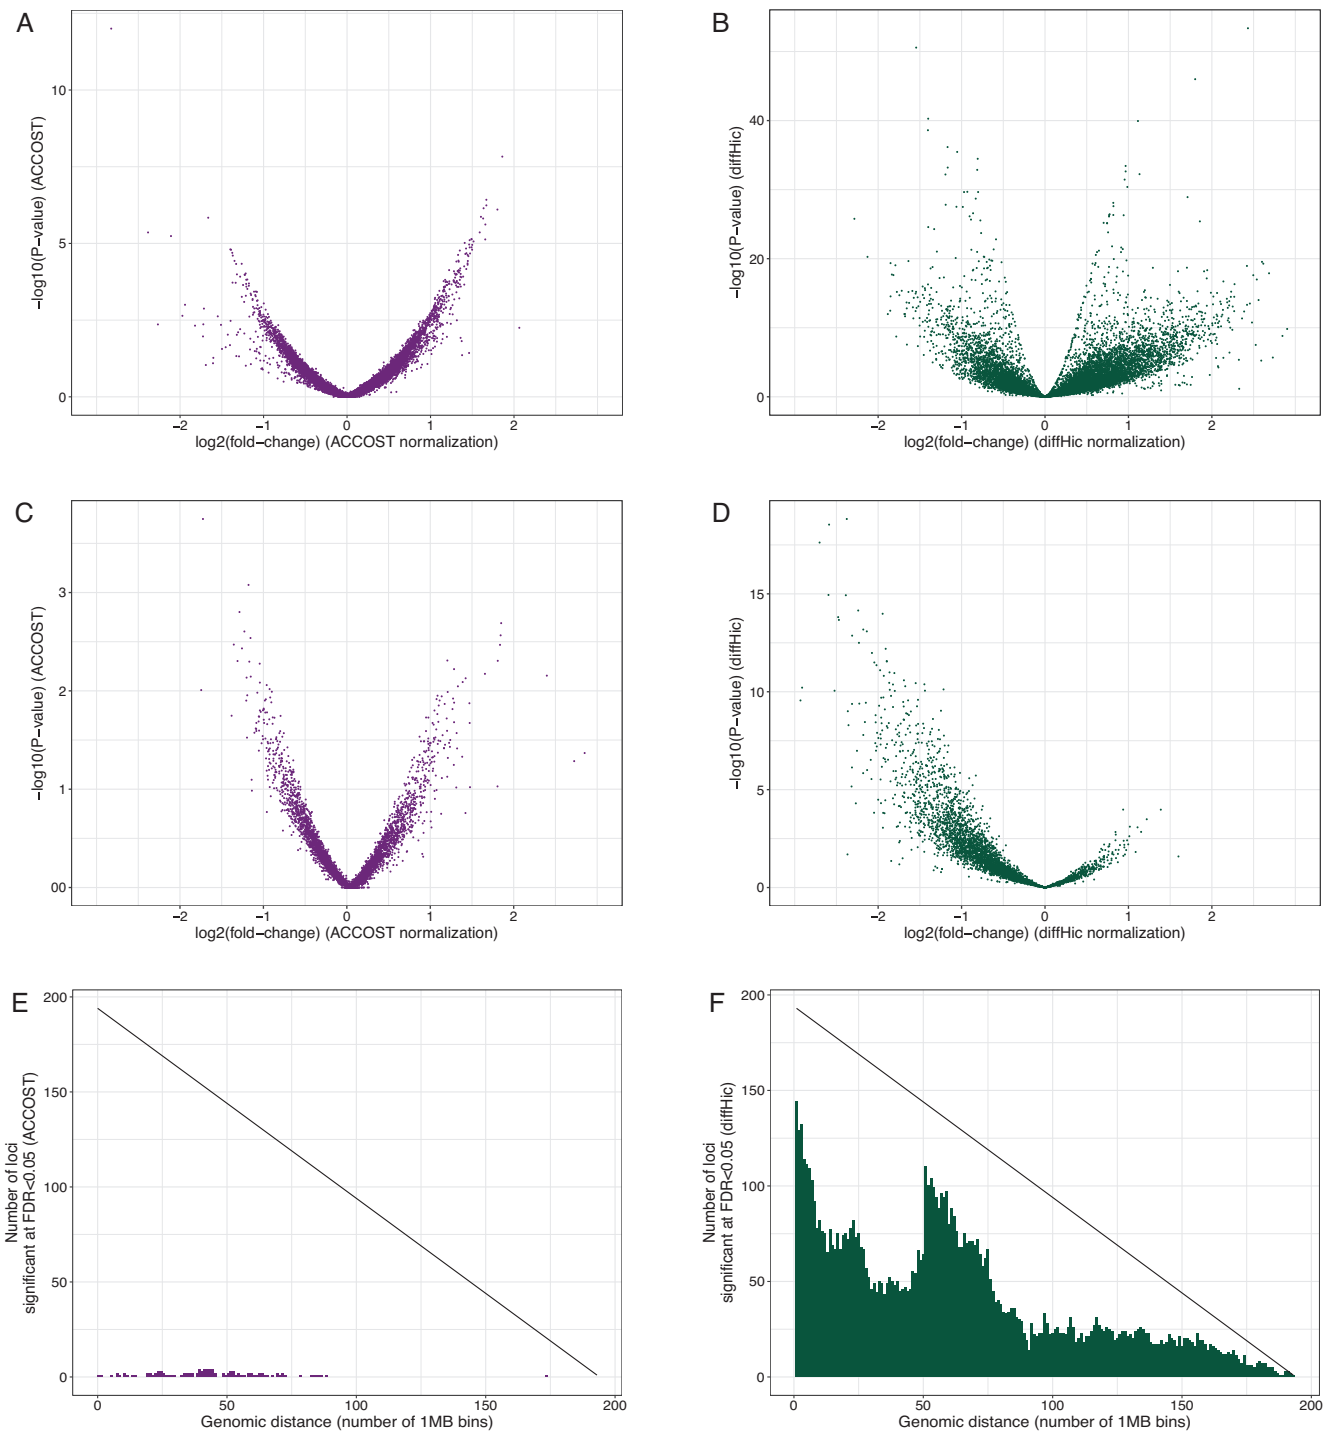 A
−log10(P−value) (ACCOST)
10
5
0
−2 −1 0 1 2
log2(fold−change) (ACCOST normalization)
B
−log10(P−value) (diffHic)
40
20
0
−2 −1 0 1 2
log2(fold−change) (diffHic normalization)
C
−log10(P−value) (ACCOST)
3
2
1
00
−2 −1 0 1 2
log2(fold−change) (ACCOST normalization)
D
−log10(P−value) (diffHic)
15
10
5
0
−2 −1 0 1 2
log2(fold−change) (diffHic normalization)
E
Number of loci
significant at FDR<0.05 (ACCOST)
200
150
100
50
0
0 50 100 150 200
Genomic distance (number of 1MB bins)
F
Number of loci
significant at FDR<0.05 (diffHic)
200
150
100
50
0
0 50 100 150 200
Genomic distance (number of 1MB bins)